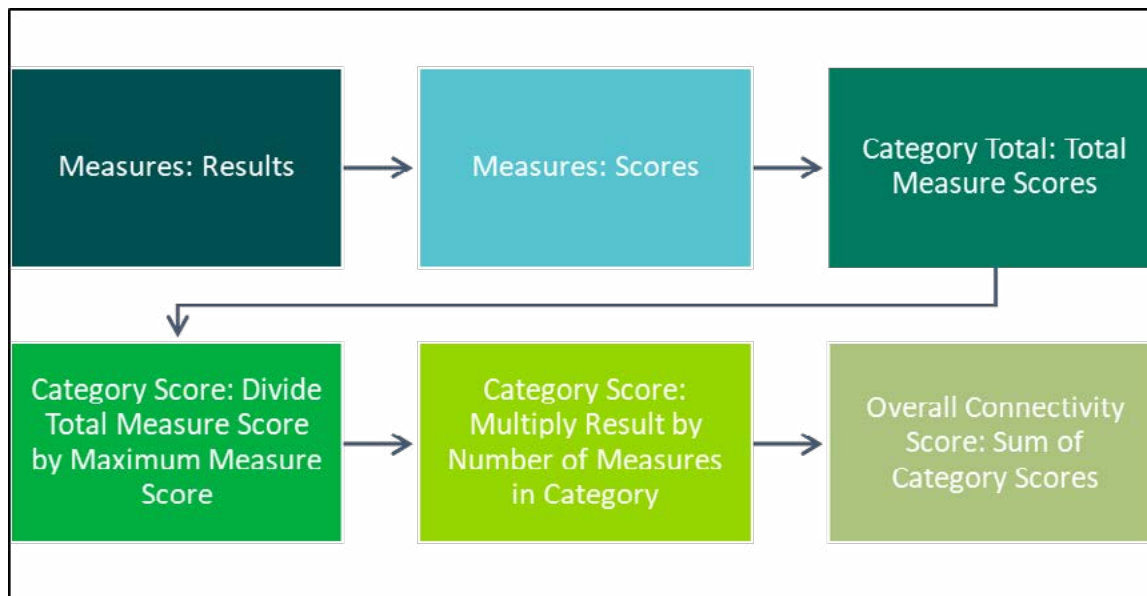 Measures: Results
Measures: Scores
Category Total: Total
Measure Scores
Category Score: Divide
Total Measure Score
by Maximum Measure
Score
Category Score:
Multiply Result by
Number of Measures
in Category
Overall Connectivity
Score: Sum of
Category Scores